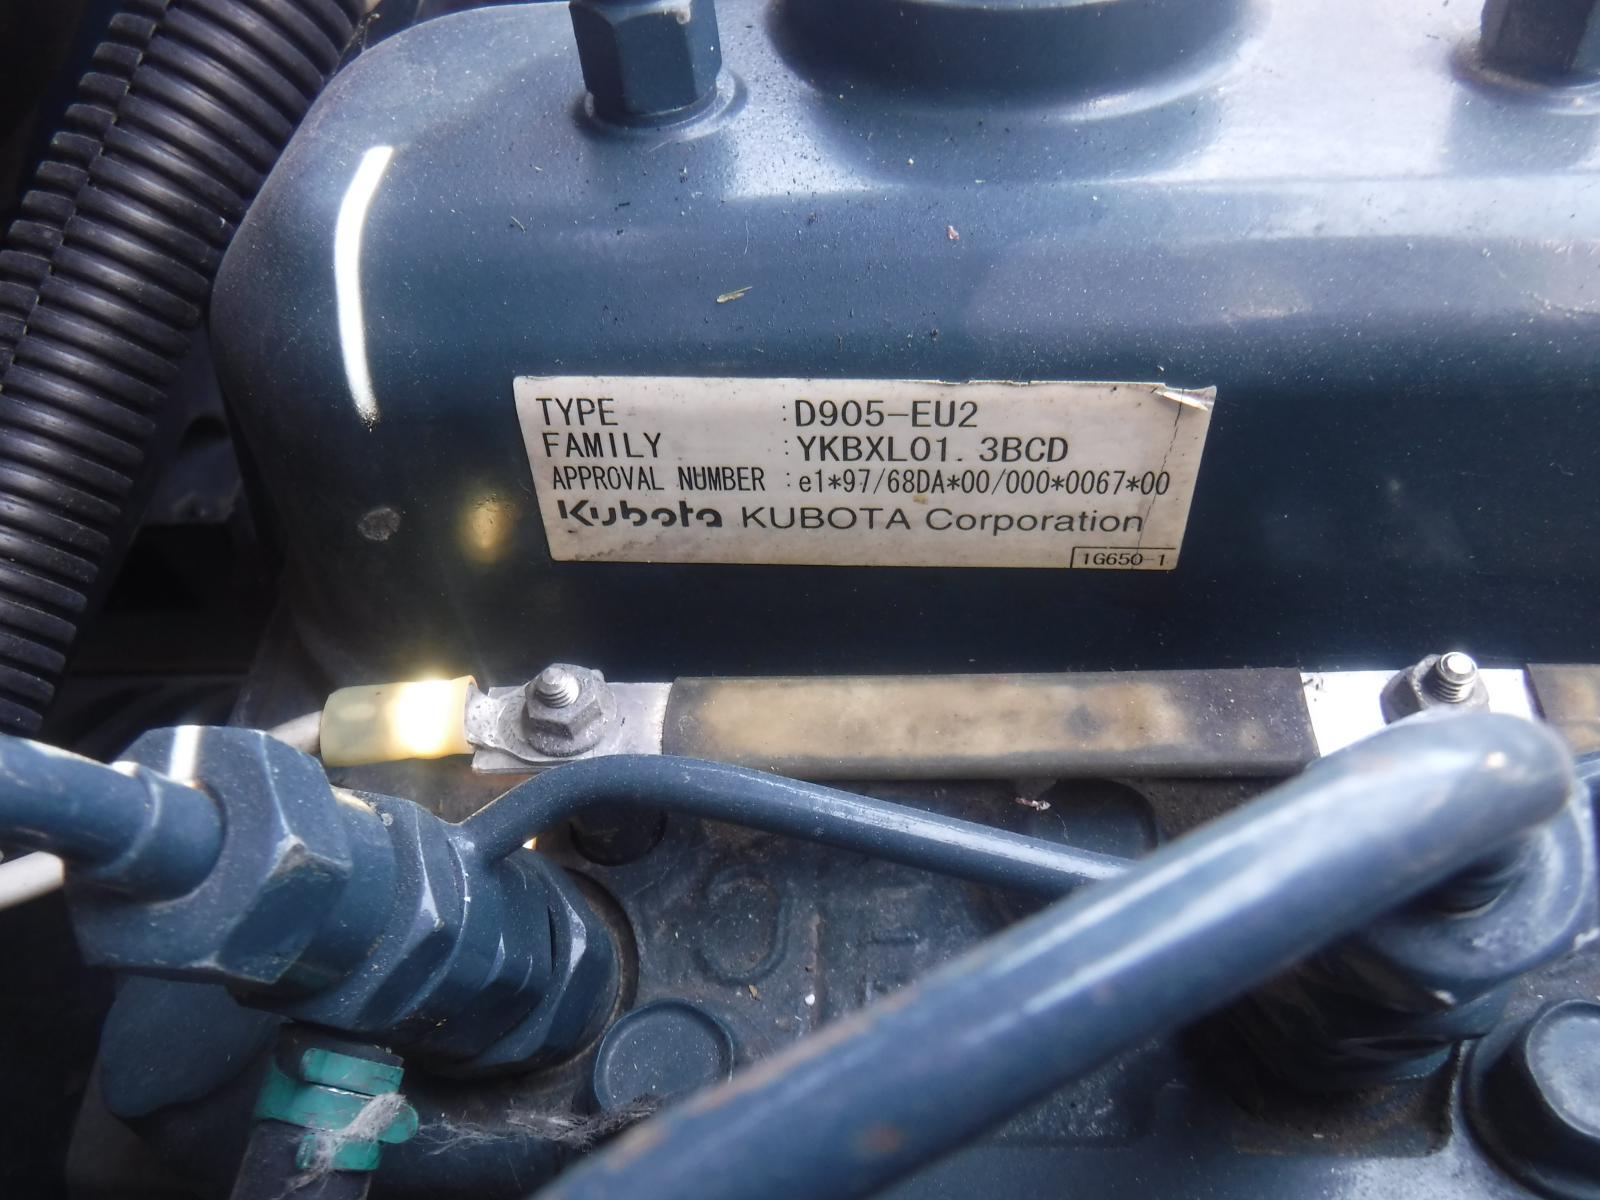 TYPE :D905-EU2
FAMILY :YKBXL01.3BCD
APPROVAL NUMBER :e1*97/68DA*00/000*0067*00
Kubota KUBOTA Corporation
1G650-1